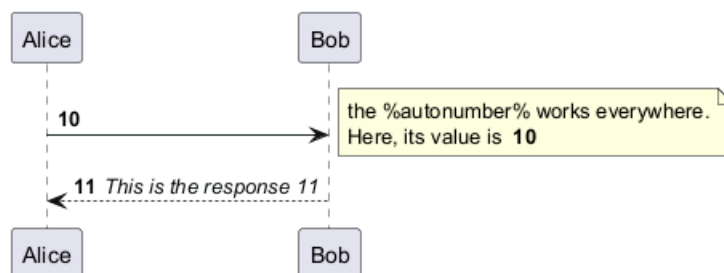 Alice
Bob
10
the %autonumber% works everywhere.
Here, its value is 10
11 This is the response 11
Alice
Bob